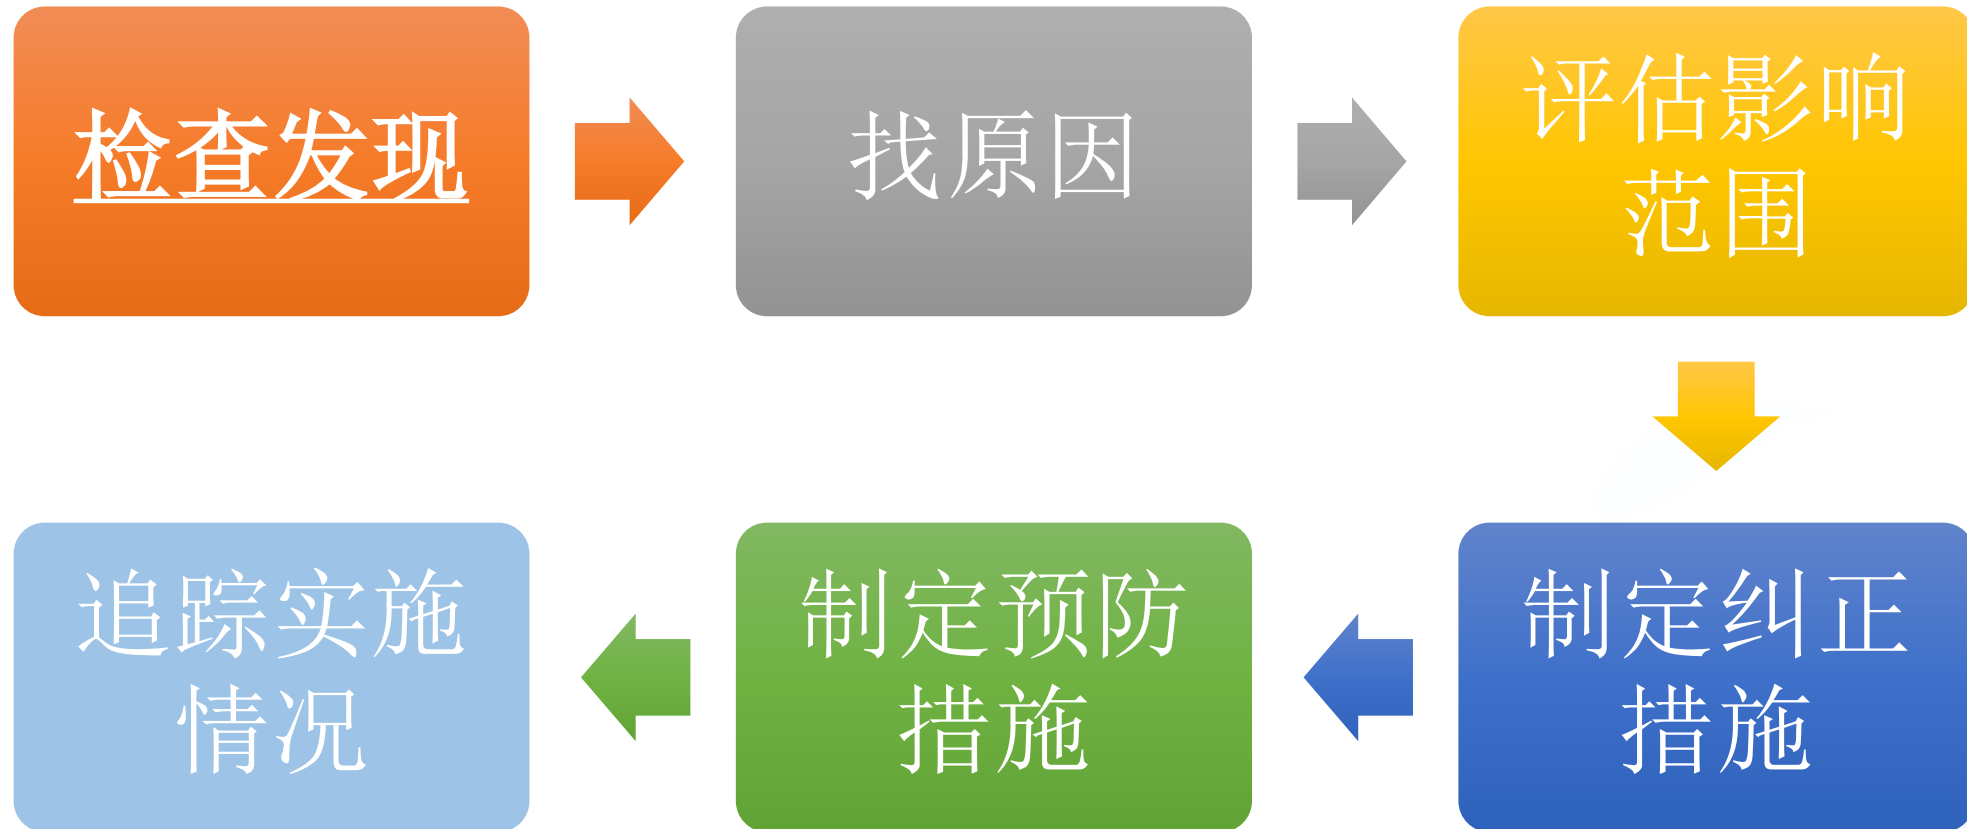 检查发现
找原因
评估影响
范围
制定纠正
措施
制定预防
措施
追踪实施
情况